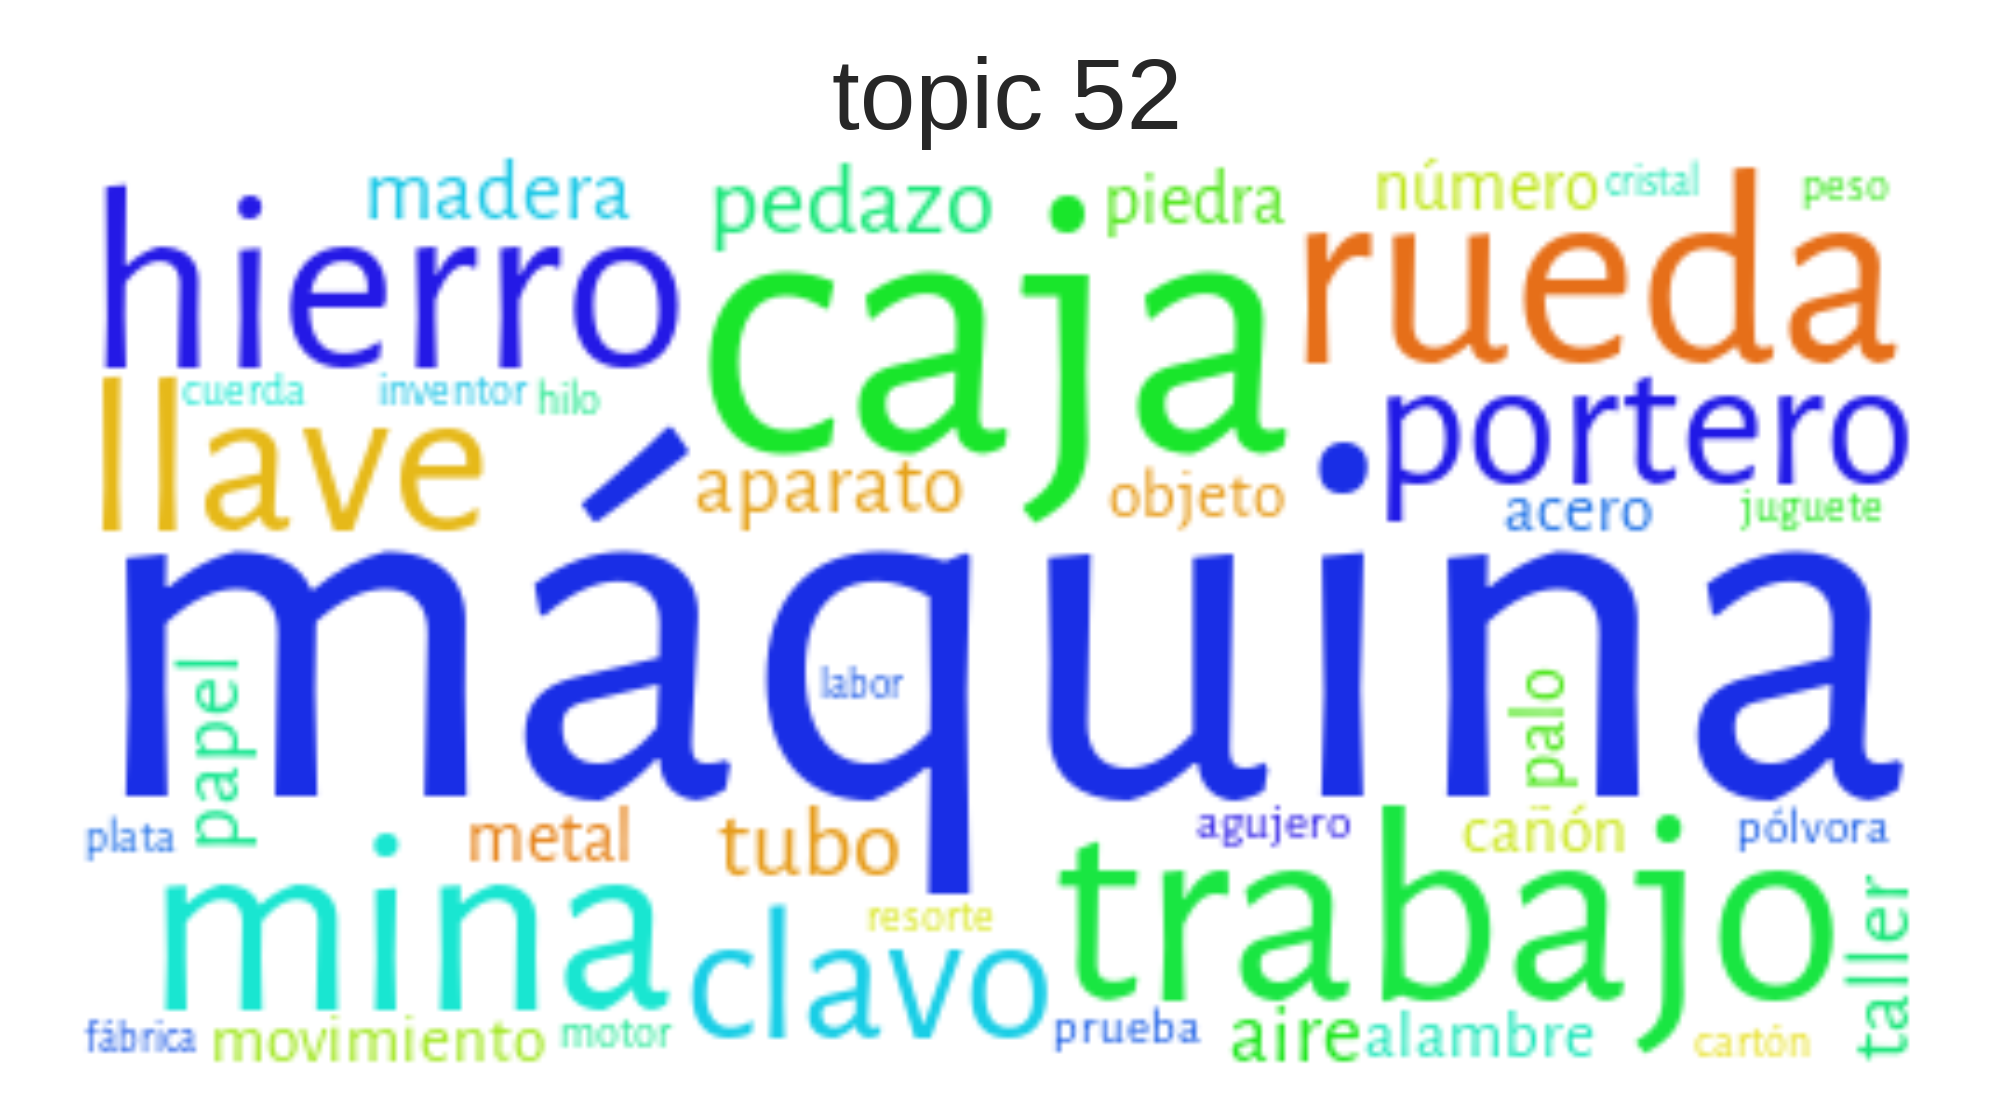 topic 52
madera pedazo piedra número cristal peso
hierro caja rueda
cuerda inventor hilo
llave portero
aparato objeto acero juguete
máquina
labor
papel palo
plata metal tubo agujero cañón pólvora
mina resorte trabajo
clavo taller
fábrica movimiento motor prueba aire alambre cartón